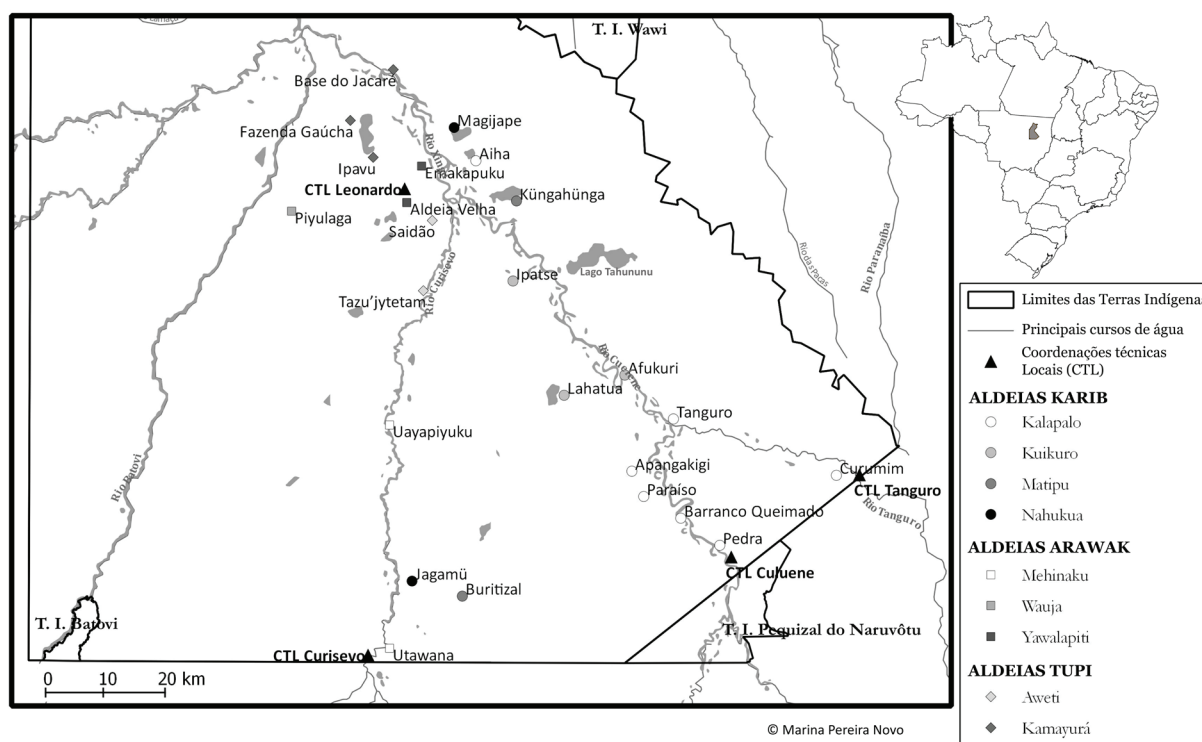 T. I. Wawi
Base do Jacaré
Magijape
Fazenda Gaúcha
Rio Xingu
Aiha
Ipavu
Emakapuku
CTL Leonardo
Küngahünga
Aldeia Velha
Piyulaga
Saidão
Rio das Pacas
Rio Paranaíba
Lago Tahununu
Ipatse
Rio Curisevo
Tazu'jytetam
Rio Culuene
Afukuri
Lahatua
Tanguro
Uayapiyuku
Rio Batovi
Apangakigi
Curumim
CTL Tanguro
Paraíso
Rio Tanguro
Barranco Queimado
Pedra
CTL Culuene
Jagamü
Buritizal
T. I. Batovi
T. I. Pequizal do Naruvôtu
CTL Curisevo
Utawana
0 10 20 km
© Marina Pereira Novo
Limites das Terras Indígenas
Principais cursos de água
Coordenações técnicas
Locais (CTL)
ALDEIAS KARIB
Kalapalo
Kuikuro
Matipu
Nahukua
ALDEIAS ARAWAK
Mehinaku
Wauja
Yawalapiti
ALDEIAS TUPI
Aweti
Kamayurá